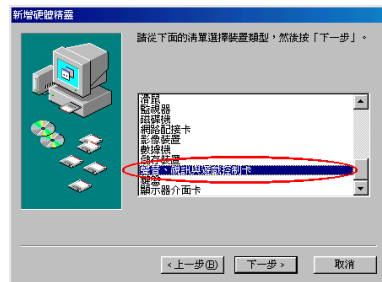 新增硬體精靈
請從下面的清單選擇裝置類型，然後按「下一步」。
滑鼠
監視器
磁碟機
網路配接卡
影像裝置
數據機
儲存裝置
聲音、視訊與遊戲控制卡
鍵盤
顯示器介面卡
<上一步(B)
下一步>
取消